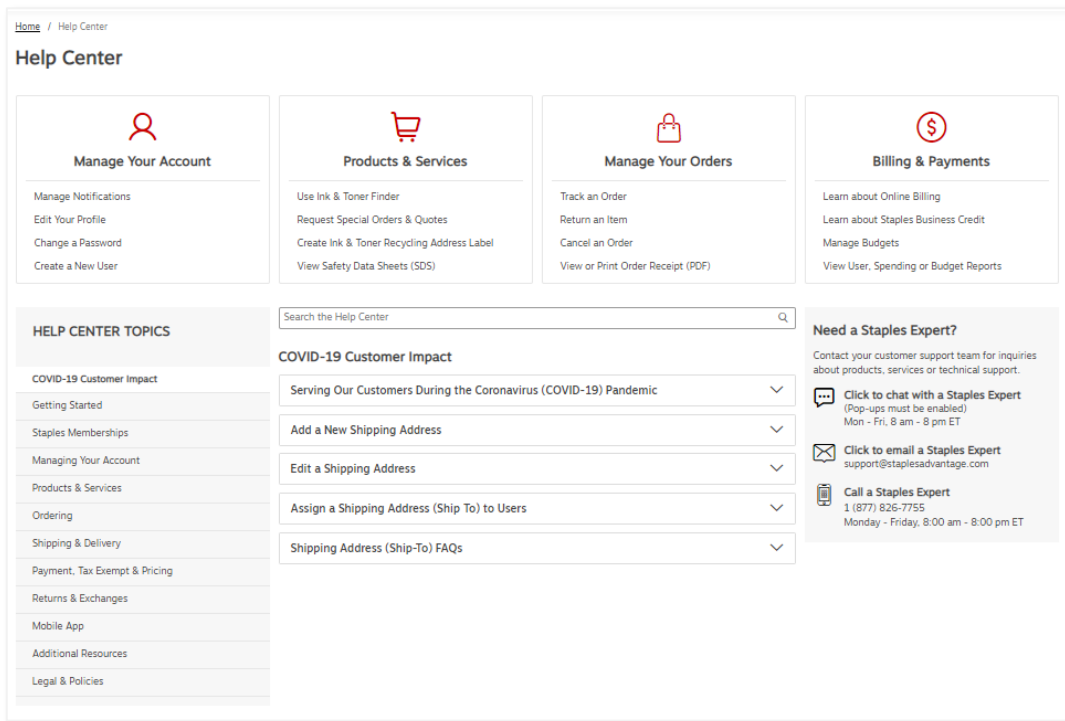 Home / Help Center
Help Center
Manage Your Account
Manage Notifications
Edit Your Profile
Change a Password
Create a New User
Products & Services
Use Ink & Toner Finder
Request Special Orders & Quotes
Create Ink & Toner Recycling Address Label
View Safety Data Sheets (SDS)
Manage Your Orders
Track an Order
Return an Item
Cancel an Order
View or Print Order Receipt (PDF)
Billing & Payments
Learn about Online Billing
Learn about Staples Business Credit
Manage Budgets
View User, Spending or Budget Reports
HELP CENTER TOPICS
COVID-19 Customer Impact
Getting Started
Staples Memberships
Managing Your Account
Products & Services
Ordering
Shipping & Delivery
Payment, Tax Exempt & Pricing
Returns & Exchanges
Mobile App
Additional Resources
Legal & Policies
Search the Help Center
COVID-19 Customer Impact
Serving Our Customers During the Coronavirus (COVID-19) Pandemic
Add a New Shipping Address
Edit a Shipping Address
Assign a Shipping Address (Ship To) to Users
Shipping Address (Ship-To) FAQs
Need a Staples Expert?
Contact your customer support team for inquiries
about products, services or technical support.
Click to chat with a Staples Expert
(Pop-ups must be enabled)
Mon - Fri, 8 am - 8 pm ET
Click to email a Staples Expert
support@staplesadvantage.com
Call a Staples Expert
1 (877) 826-7755
Monday - Friday, 8:00 am - 8:00 pm ET